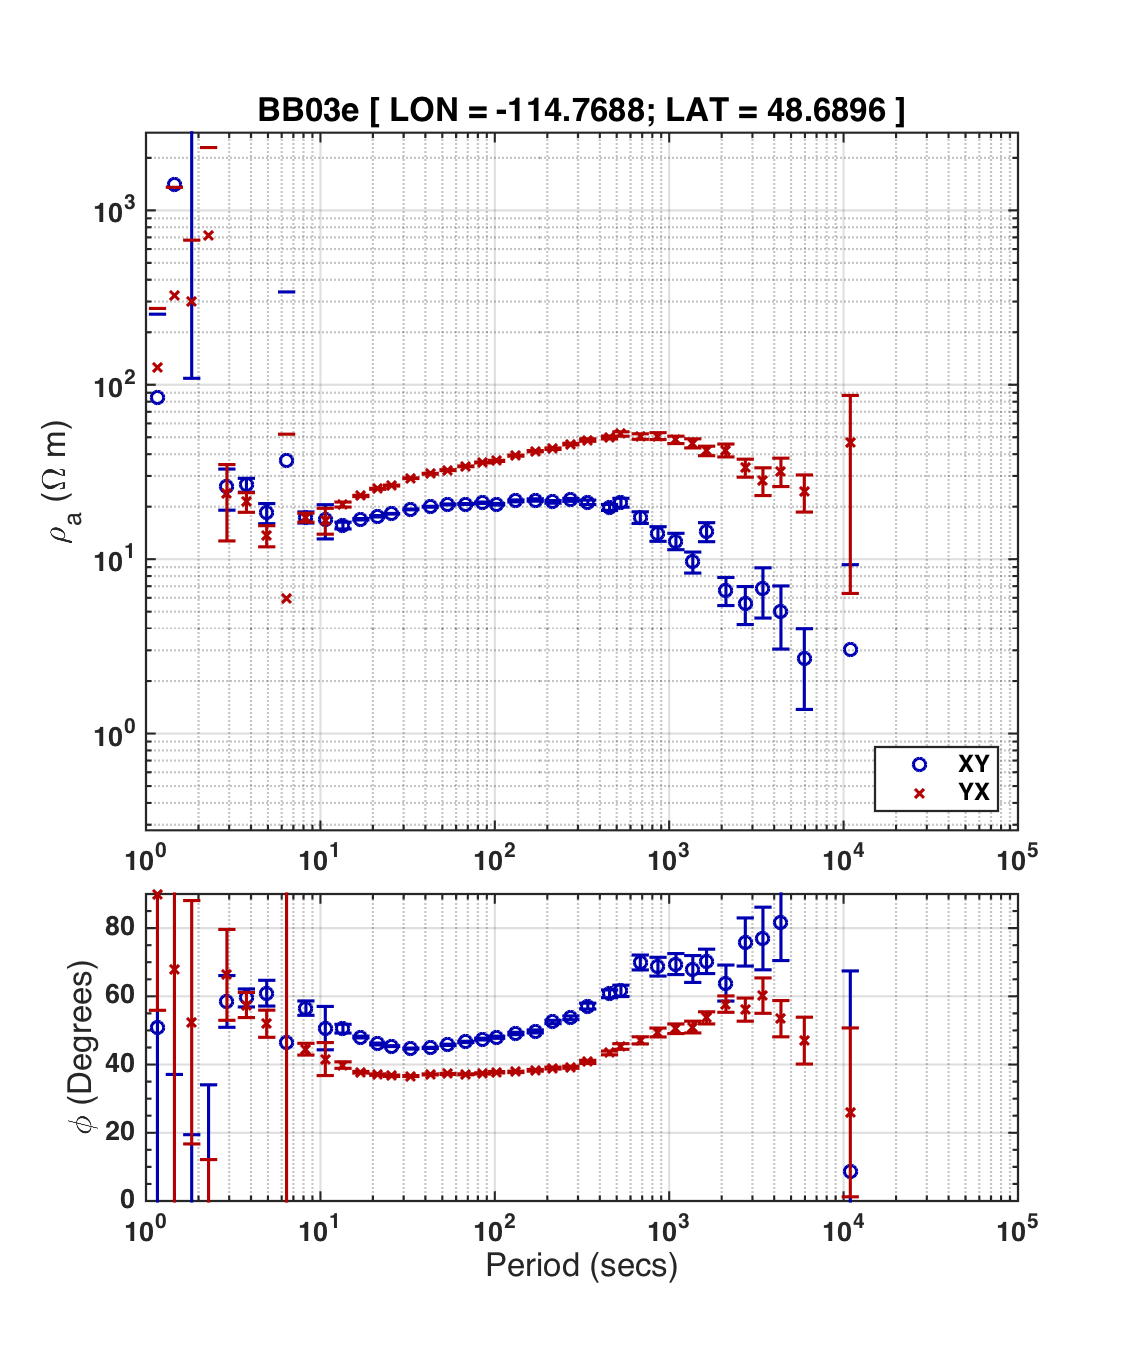 BB03e [ LON = -114.7688; LAT = 48.6896 ]
ρa (Ω m)
10³
10²
10¹
10⁰
XY
YX
10⁰ 10¹ 10² 10³ 10⁴ 10⁵
ϕ (Degrees)
80
60
40
20
0
10⁰ 10¹ 10² 10³ 10⁴ 10⁵
Period (secs)